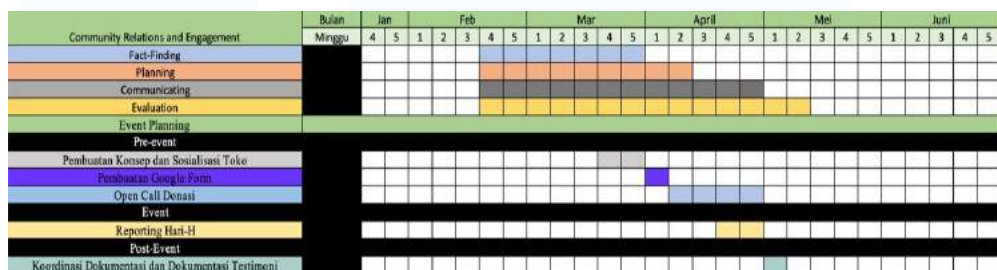 Bulan Jan Feb Mar April Mei Juni
Community Relations and Engagement Minggu 4 5 1 2 3 4 5 1 2 3 4 5 1 2 3 4 5 1 2 3 4 5 1 2 3 4 5
Fact-Finding
Planning
Communicating
Evaluation
Event Planning
Pre-event
Pembuatan Konsep dan Sosialisasi Toko
Pembuatan Google Form
Open Call Donasi
Event
Reporting Hari-H
Post-Event
Koordinasi Dokumentasi dan Dokumentasi Testimoni